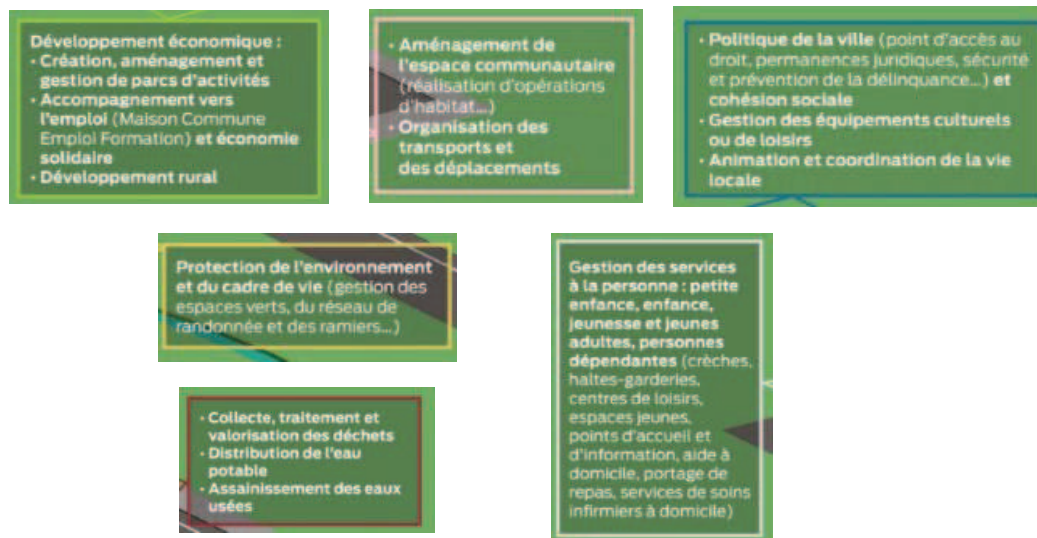 Développement économique :
• Création, aménagement et
gestion de parcs d'activités
• Accompagnement vers
l'emploi (Maison Commune
Emploi Formation) et économie
solidaire
• Développement rural
• Aménagement de
l'espace communautaire
(réalisation d'opérations
d'habitat...)
• Organisation des
transports et
des déplacements
• Politique de la ville (point d'accès au
droit, permanences juridiques, sécurité
et prévention de la délinquance...) et
cohésion sociale
• Gestion des équipements culturels
ou de loisirs
• Animation et coordination de la vie
locale
Protection de l'environnement
et du cadre de vie (gestion des
espaces verts, du réseau de
randonnée et des ramiers...)
Gestion des services
à la personne : petite
enfance, enfance,
jeunesse et jeunes
adultes, personnes
dépendantes (crèches,
haltes-garderies,
centres de loisirs,
espaces jeunes,
points d'accueil et
d'information, aide à
domicile, portage de
repas, services de soins
infirmiers à domicile)
• Collecte, traitement et
valorisation des déchets
• Distribution de l'eau
potable
• Assainissement des eaux
usées